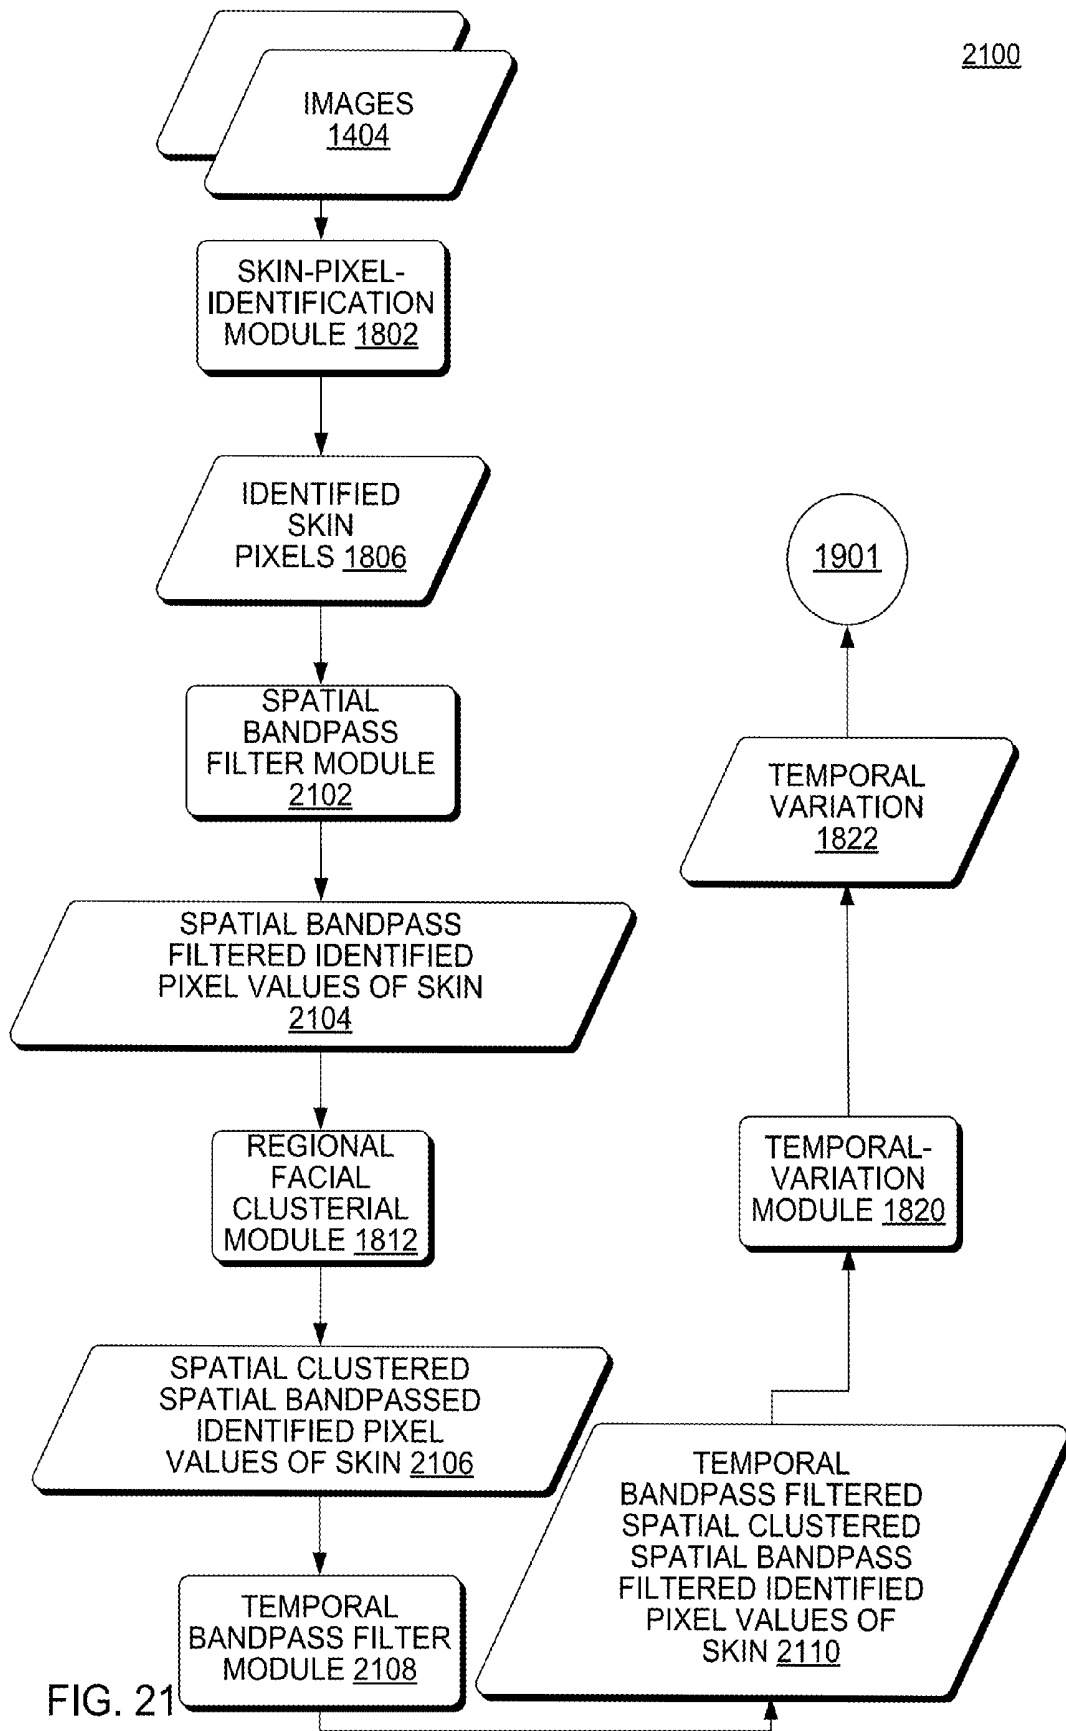 2100
IMAGES
1404
SKIN-PIXEL-
IDENTIFICATION
MODULE 1802
IDENTIFIED
SKIN
PIXELS 1806
SPATIAL
BANDPASS
FILTER MODULE
2102
SPATIAL BANDPASS
FILTERED IDENTIFIED
PIXEL VALUES OF SKIN
2104
REGIONAL
FACIAL
CLUSTERIAL
MODULE 1812
SPATIAL CLUSTERED
SPATIAL BANDPASSED
IDENTIFIED PIXEL
VALUES OF SKIN 2106
TEMPORAL
BANDPASS FILTER
MODULE 2108
TEMPORAL
BANDPASS FILTERED
SPATIAL CLUSTERED
SPATIAL BANDPASS
FILTERED IDENTIFIED
PIXEL VALUES OF
SKIN 2110
TEMPORAL-
VARIATION
MODULE 1820
TEMPORAL
VARIATION
1822
1901
FIG. 21